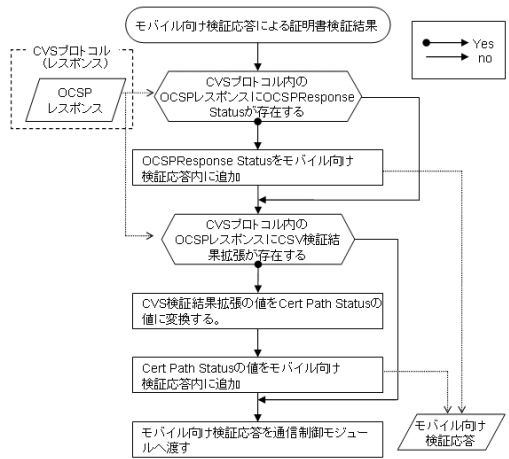 モバイル向け検証応答による証明書検証結果
Yes
no
CVSプロトコル
（レスポンス）
OCSP
レスポンス
CVSプロトコル内の
OCSPレスポンスにOCSPResponse
Statusが存在する
OCSPResponse Statusをモバイル向け
検証応答内に追加
CVSプロトコル内の
OCSPレスポンスにCSV検証結
果拡張が存在する
CVS検証結果拡張の値をCert Path Statusの
値に変換する。
Cert Path Statusの値をモバイル向け
検証応答内に追加
モバイル向け検証応答を通信制御モジュー
ルへ渡す
モバイル向け
検証応答